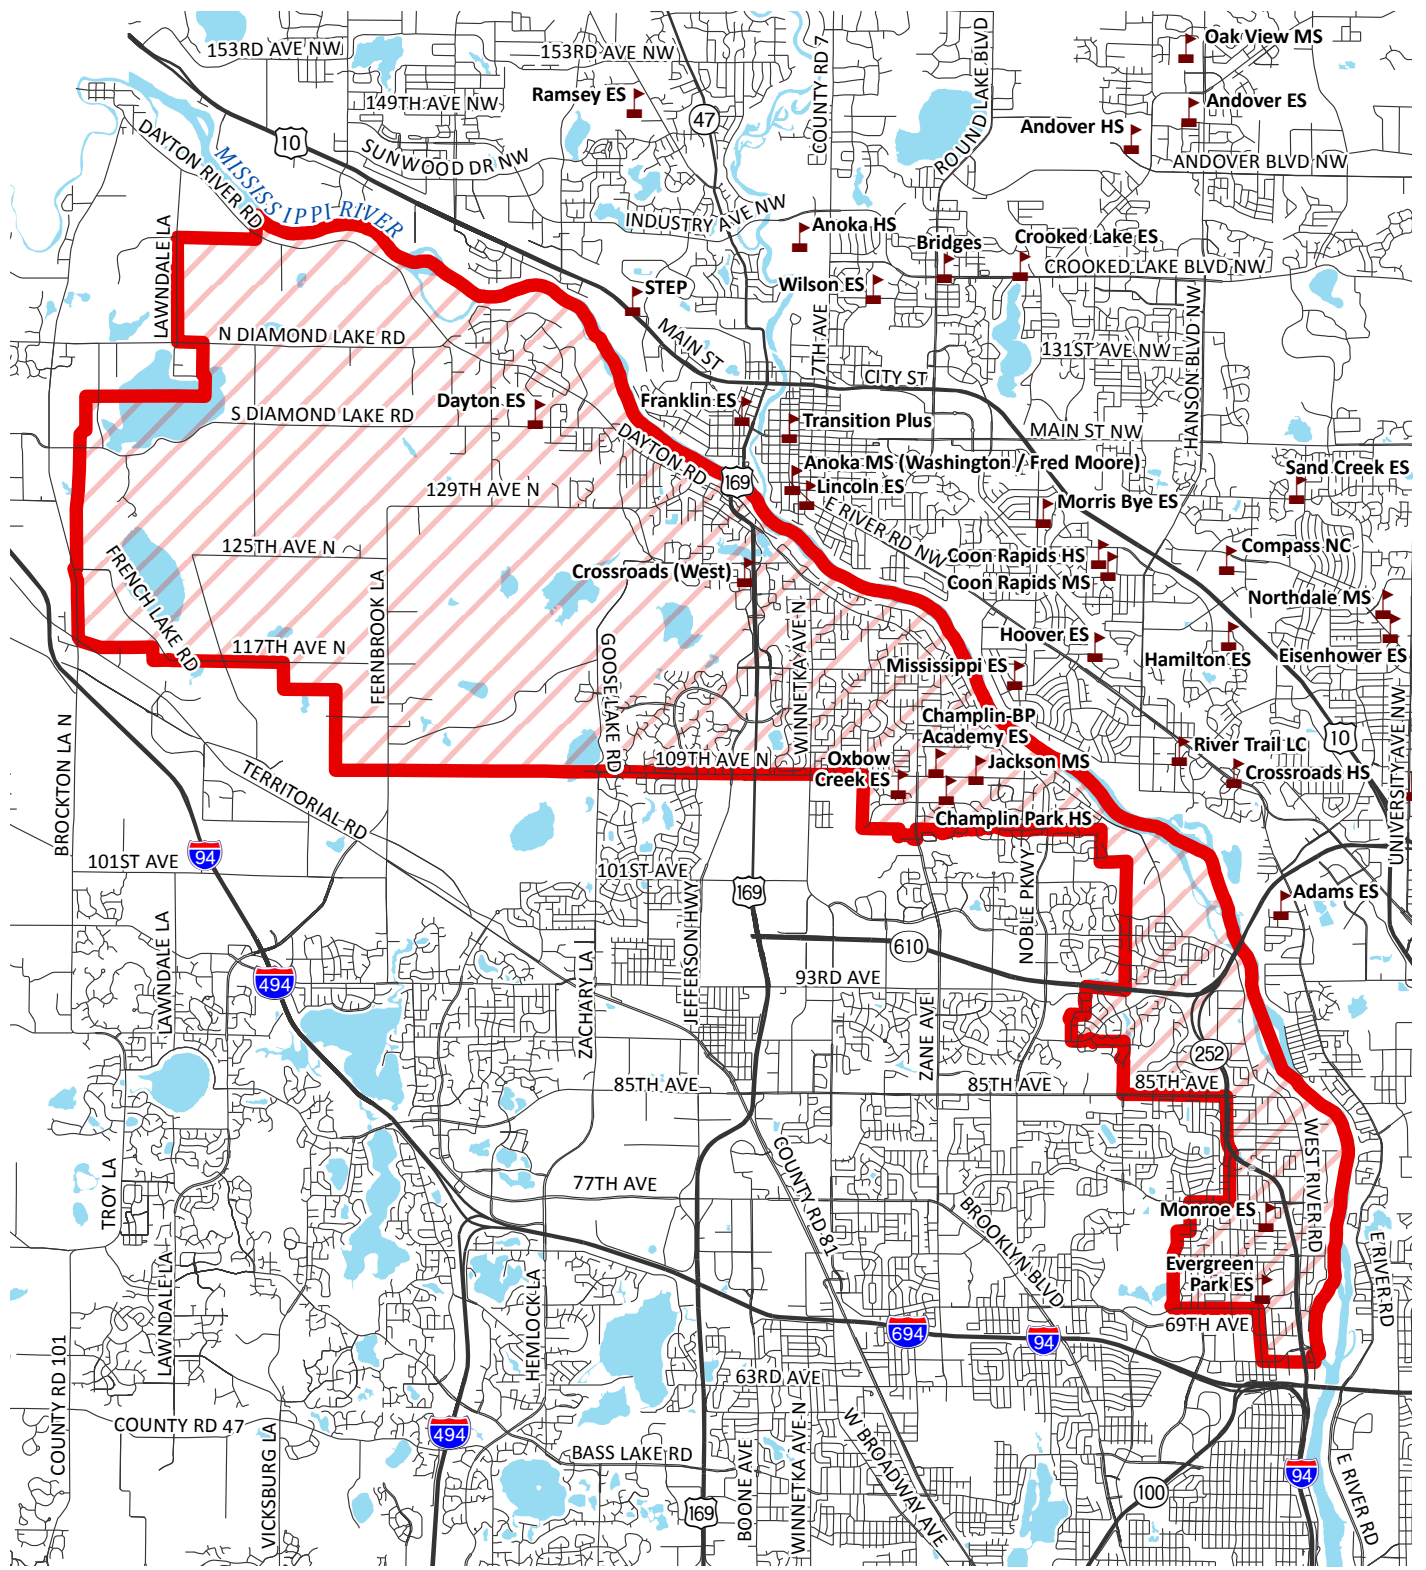 Oak View MS
153RD AVE NW
153RD AVE NW
COUNTY RD 7
ROUND LAKE BLVD
Ramsey ES
149TH AVE NW
47
Andover ES
Andover HS
10
SUNWOOD DR NW
ANDOVER BLVD NW
DAYTON RIVER RD
MISSISSIPPI RIVER
INDUSTRY AVE NW
Anoka HS
Bridges
Crooked Lake ES
CROOKED LAKE BLVD NW
LAWNDALE LA
STEP
Wilson ES
HANSON BLVD NW
N DIAMOND LAKE RD
MAIN ST
7TH AVE
131ST AVE NW
CITY ST
S DIAMOND LAKE RD
Dayton ES
Franklin ES
Transition Plus
MAIN ST NW
DAYTON RD
Anoka MS (Washington / Fred Moore)
Sand Creek ES
169
Lincoln ES
129TH AVE N
E RIVER RD NW
Morris Bye ES
125TH AVE N
FRENCH LAKE RD
Crossroads (West)
Coon Rapids HS
Coon Rapids MS
Compass NC
Northdale MS
FERNBROOK LA
WINNETKA AVE N
117TH AVE N
GOOSE LAKE RD
Hoover ES
Mississippi ES
Hamilton ES
Eisenhower ES
UNIVERSITY AVE NW
BROCKTON LA N
Champlin-BP
Academy ES
109TH AVE N
Oxbow
Creek ES
Jackson MS
River Trail LC
Crossroads HS
10
TERRITORIAL RD
Champlin Park HS
94
101ST AVE
101ST AVE
169
JEFFERSON HWY
NOBLE PKWY
Adams ES
LAWNDALE LA
610
494
93RD AVE
ZACHARY LA
ZANE AVE
252
85TH AVE
85TH AVE
85TH AVE
WEST RIVER RD
TROY LA
77TH AVE
COUNTY RD 81
BROOKLYN BLVD
Monroe ES
E RIVER RD
Evergreen
Park ES
LAWNDALE LA
HEMLOCK LA
694
94
69TH AVE
COUNTY RD 101
63RD AVE
COUNTY RD 47
VICKSBURG LA
494
BASS LAKE RD
BOONE AVE
WINNETKA AVE N
W BROADWAY AVE
94
E RIVER RD
100
169